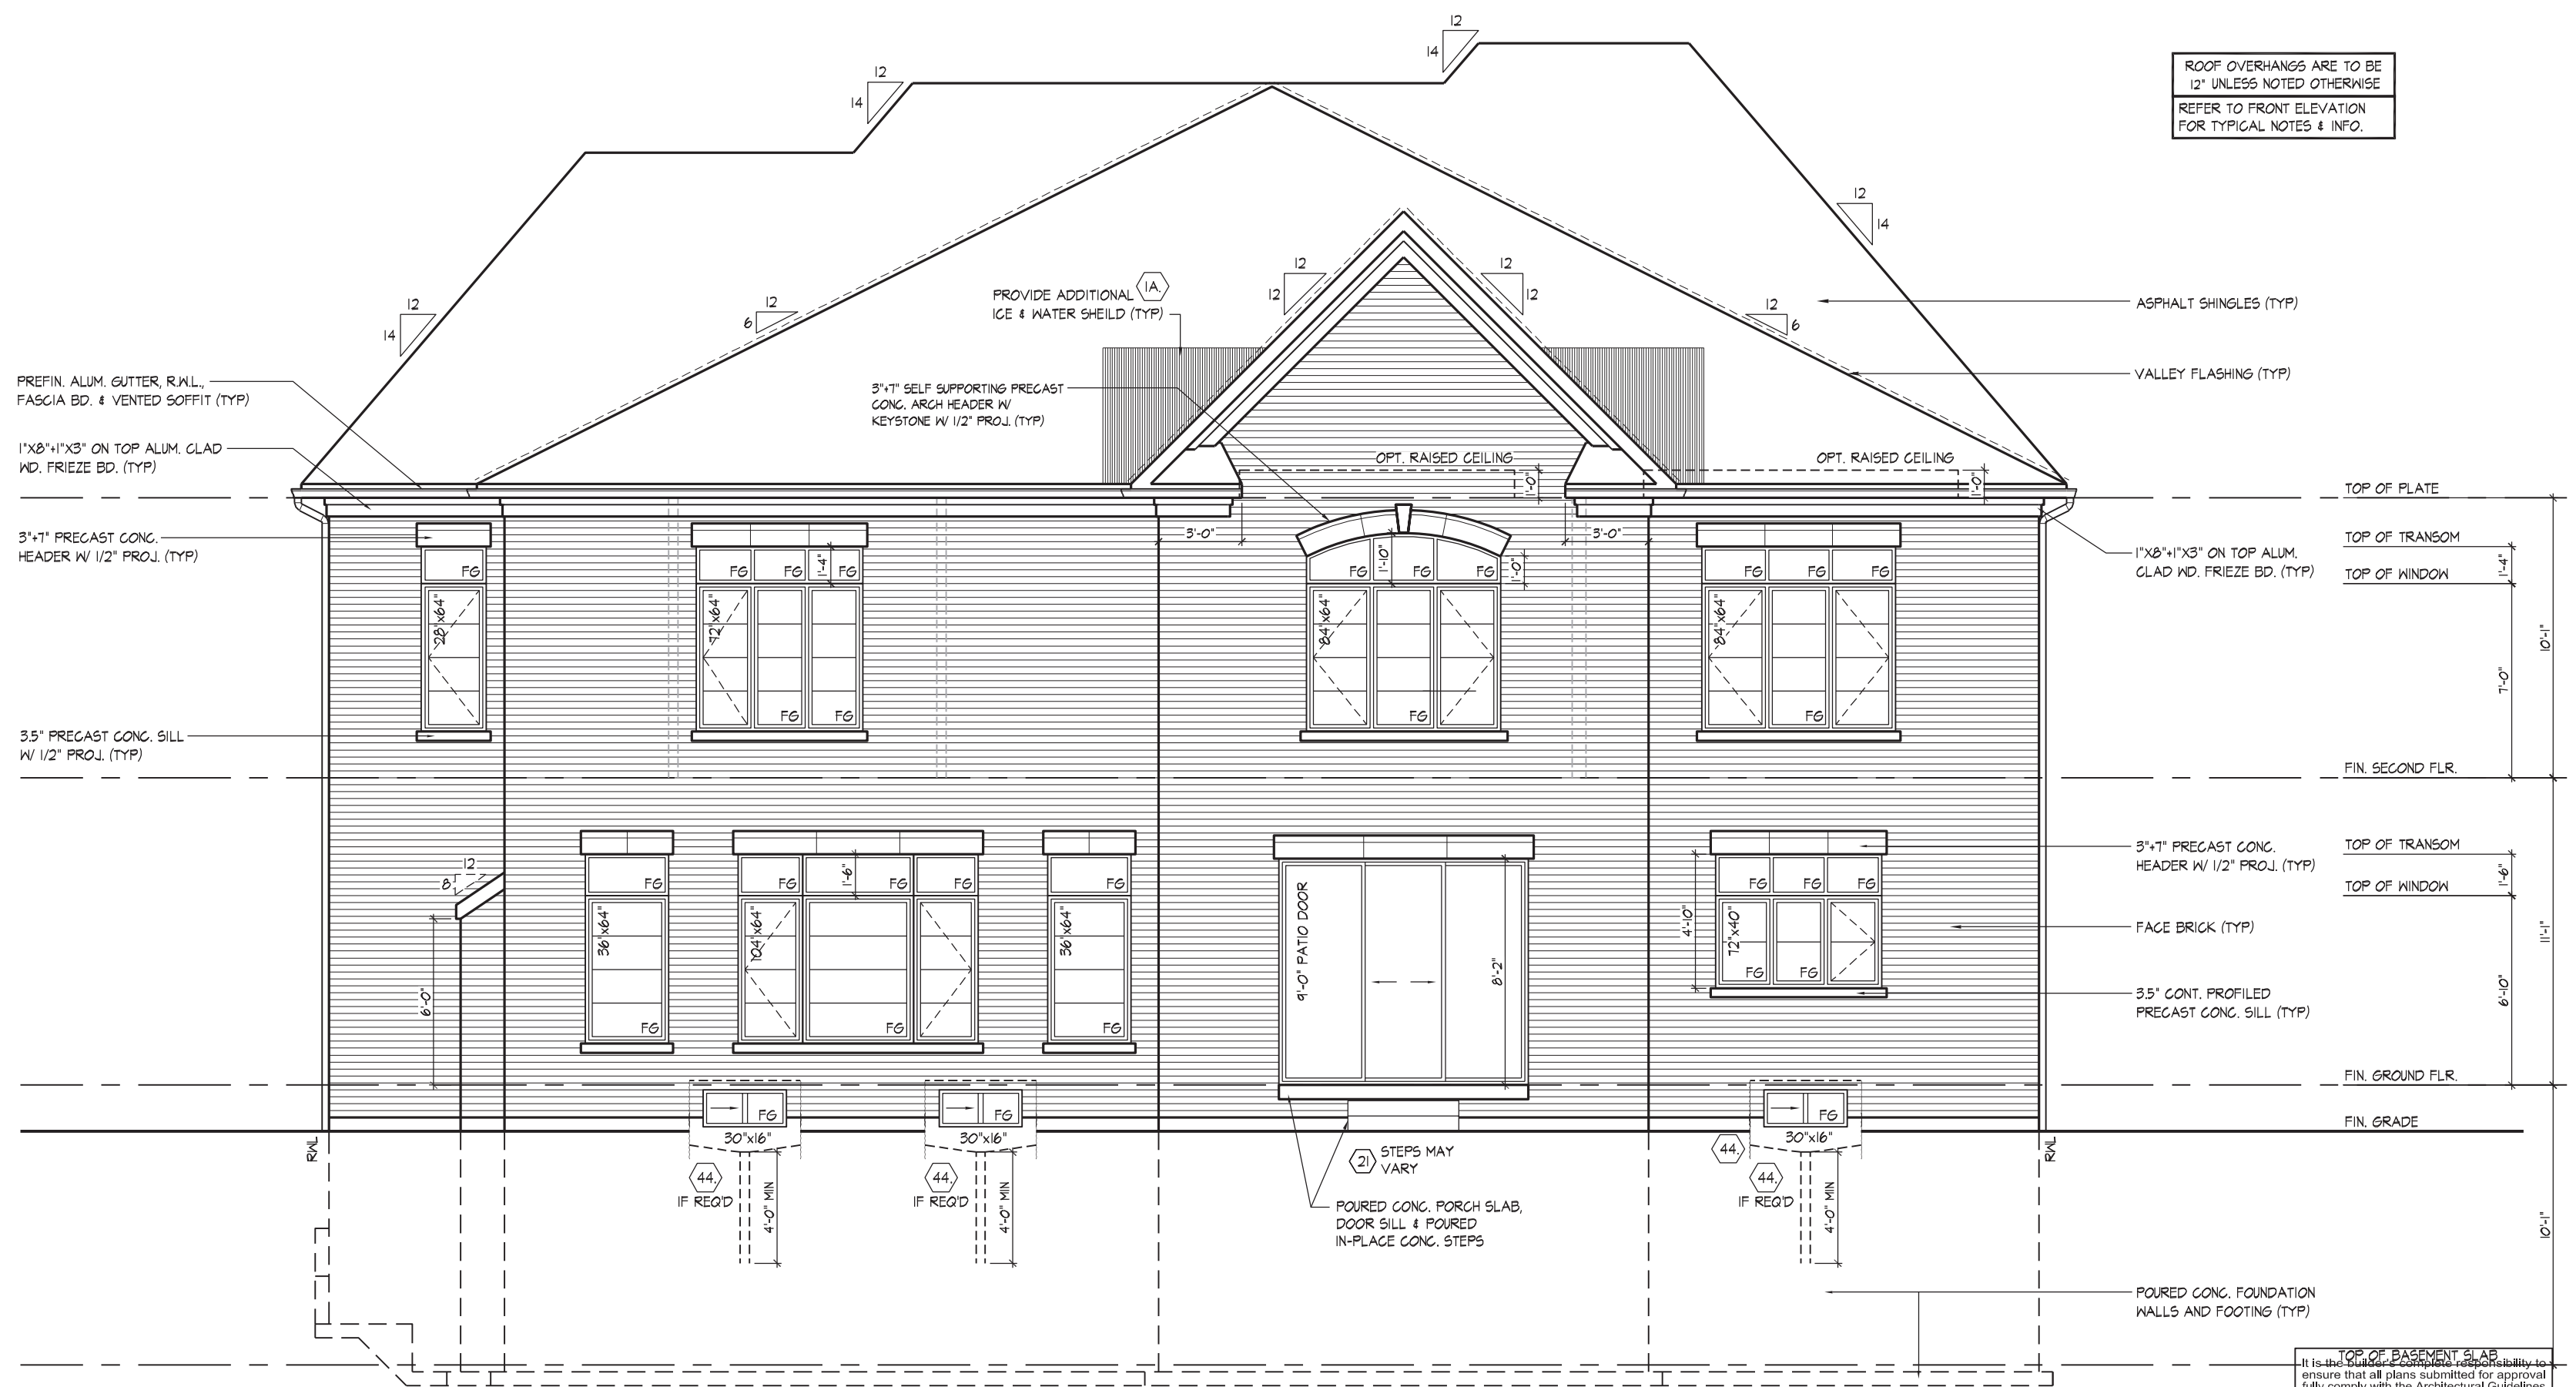 12
14
12
14
ROOF OVERHANGS ARE TO BE
12" UNLESS NOTED OTHERWISE
REFER TO FRONT ELEVATION
FOR TYPICAL NOTES & INFO.
12
14
12
12
12
12
PROVIDE ADDITIONAL
ICE & WATER SHEILD (TYP)
1A.
12
14
12
6
12
6
ASPHALT SHINGLES (TYP)
VALLEY FLASHING (TYP)
PREFIN. ALUM. GUTTER, R.W.L.,
FASCIA BD. & VENTED SOFFIT (TYP)
3"+7" SELF SUPPORTING PRECAST
CONC. ARCH HEADER W/
KEYSTONE W/ 1/2" PROJ. (TYP)
1"X8"+1"X3" ON TOP ALUM. CLAD
WD. FRIEZE BD. (TYP)
OPT. RAISED CEILING
1'-0"
OPT. RAISED CEILING
1'-0"
TOP OF PLATE
3"+7" PRECAST CONC.
HEADER W/ 1/2" PROJ. (TYP)
3'-0"
3'-0"
TOP OF TRANSOM
1"X8"+1"X3" ON TOP ALUM.
CLAD WD. FRIEZE BD. (TYP)
TOP OF WINDOW
1'-4"
FG
FG
FG
1'-4"
FG
FG
1'-10"
FG
FG
1'-0"
FG
FG
FG
28"x64"
72"x64"
84"x64"
84"x64"
10'-1"
7'-0"
FG
FG
FG
FG
3.5" PRECAST CONC. SILL
W/ 1/2" PROJ. (TYP)
FIN. SECOND FLR.
12
8
3"+7" PRECAST CONC.
HEADER W/ 1/2" PROJ. (TYP)
TOP OF TRANSOM
TOP OF WINDOW
1'-6"
FG
FG
1'-6"
FG
FG
FG
FG
FG
FG
36"x64"
104"x64"
36"x64"
9'-0" PATIO DOOR
8'-2"
4'-10"
72"x40"
FACE BRICK (TYP)
11'-1"
6'-0"
FG
FG
FG
FG
FG
3.5" CONT. PROFILED
PRECAST CONC. SILL (TYP)
6'-10"
FG
FIN. GROUND FLR.
FG
FG
FG
FIN. GRADE
RWL
30"x16"
30"x16"
30"x16"
RWL
44.
IF REQ'D
4'-0" MIN
44.
IF REQ'D
4'-0" MIN
21
STEPS MAY
VARY
44.
44.
IF REQ'D
4'-0" MIN
POURED CONC. PORCH SLAB,
DOOR SILL & POURED
IN-PLACE CONC. STEPS
10'-1"
POURED CONC. FOUNDATION
WALLS AND FOOTING (TYP)
TOP OF BASEMENT SLAB
It is the builder's complete responsibility to
ensure that all plans submitted for approval
fully comply with the Architectural Guidelines